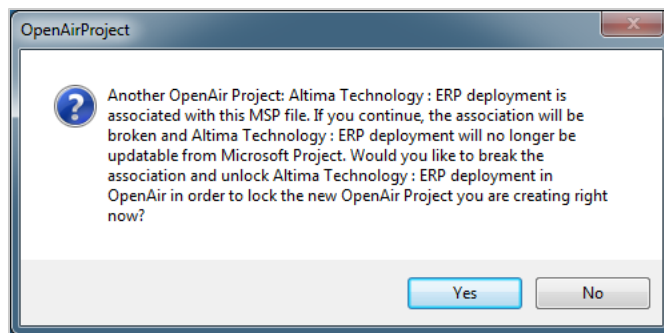 OpenAirProject
Another OpenAir Project: Altima Technology : ERP deployment is
associated with this MSP file. If you continue, the association will be
broken and Altima Technology : ERP deployment will no longer be
updatable from Microsoft Project. Would you like to break the
association and unlock Altima Technology : ERP deployment in
OpenAir in order to lock the new OpenAir Project you are creating right
now?
Yes
No